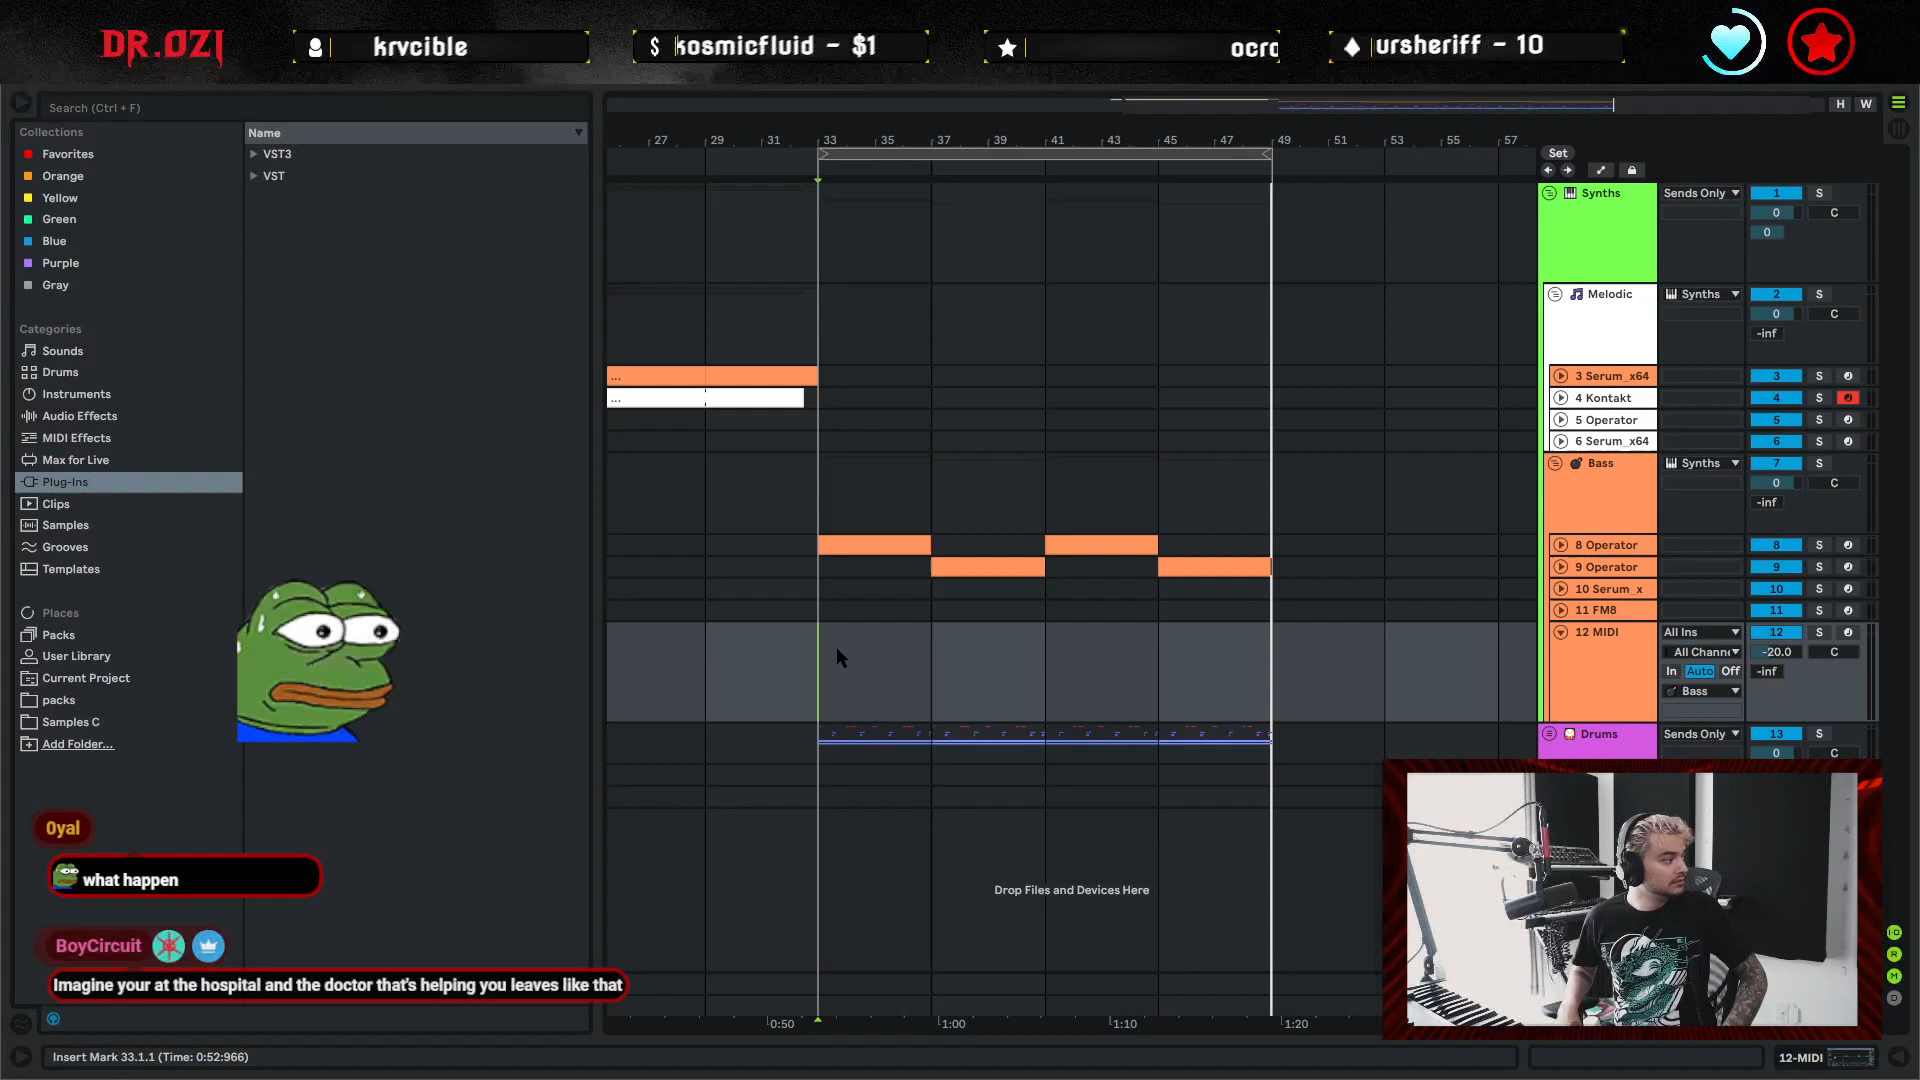 DR.OZI
krvcible
$ kosmicfluid - $1
ocro
ursheriff - 10
Search (Ctrl + F)
H W
Collections
Name
Favorites
VST3
Orange
VST
Yellow
Green
Blue
Purple
Gray
Categories
Sounds
Drums
Instruments
Audio Effects
MIDI Effects
Max for Live
Plug-Ins
Clips
Samples
Grooves
Templates
Places
Packs
User Library
Current Project
packs
Samples C
Add Folder...
27 29 31 33 35 37 39 41 43 45 47 49 51 53 55 57
Set
Synths Sends Only 1 S
0 C
0
Melodic Synths 2 S
0 C
-inf
... 3 Serum_x64 3 S
... 4 Kontakt 4 S
5 Operator 5 S
6 Serum_x64 6 S
Bass Synths 7 S
0 C
-inf
8 Operator 8 S
9 Operator 9 S
10 Serum_x 10 S
11 FM8 11 S
12 MIDI All Ins 12 S
All Chann -20.0 C
In Auto Off -inf
Bass
Drums Sends Only 13 S
0 C
Drop Files and Devices Here
0yal
what happen
BoyCircuit
Imagine your at the hospital and the doctor that's helping you leaves like that
0:50 1:00 1:10 1:20
I·O
R
M
D
Insert Mark 33.1.1 (Time: 0:52:966)
12-MIDI